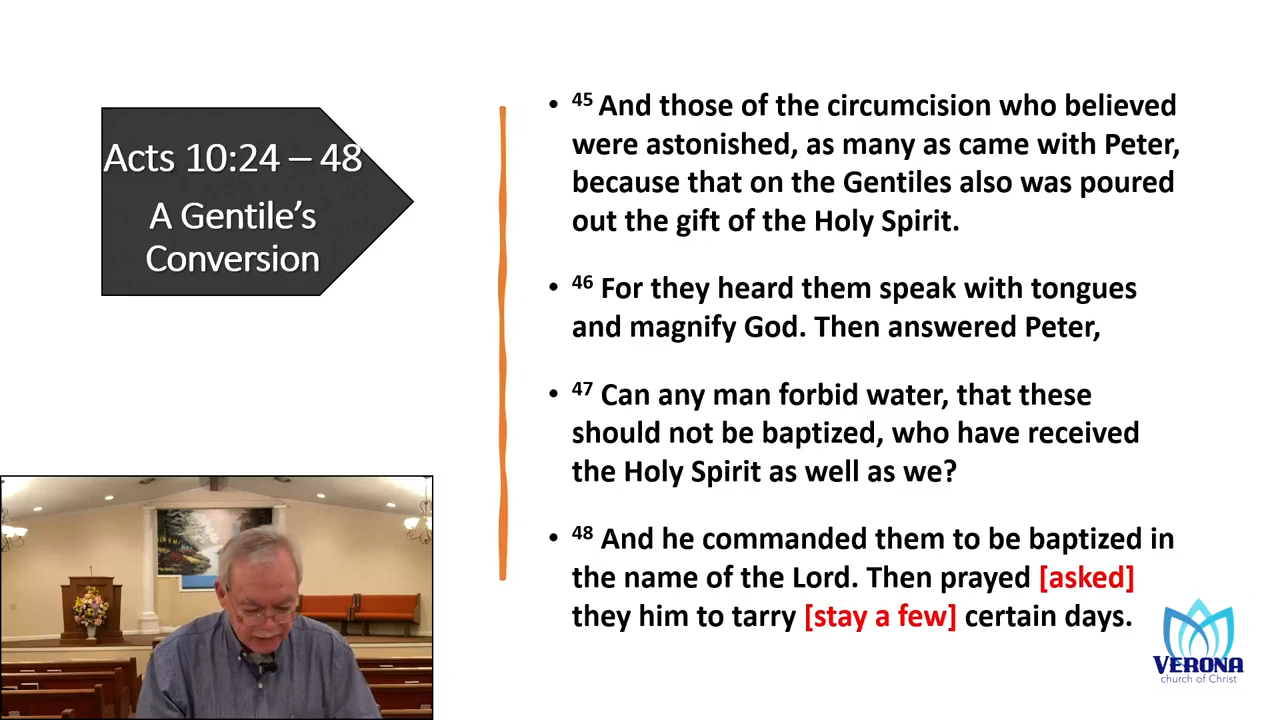 Acts 10:24 – 48
A Gentile’s
Conversion
• ⁴⁵ And those of the circumcision who believed
were astonished, as many as came with Peter,
because that on the Gentiles also was poured
out the gift of the Holy Spirit.
• ⁴⁶ For they heard them speak with tongues
and magnify God. Then answered Peter,
• ⁴⁷ Can any man forbid water, that these
should not be baptized, who have received
the Holy Spirit as well as we?
• ⁴⁸ And he commanded them to be baptized in
the name of the Lord. Then prayed [asked]
they him to tarry [stay a few] certain days.
VERONA
church of Christ